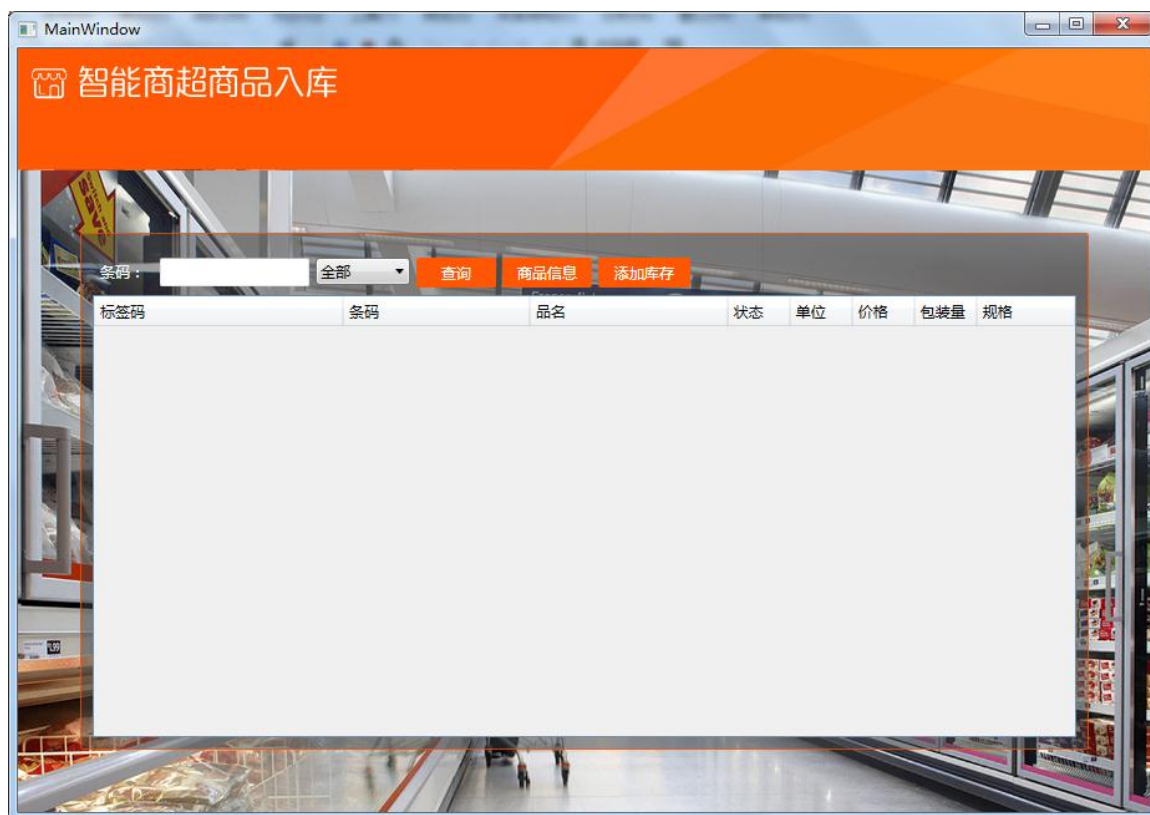 MainWindow
智能商超商品入库
条码： 全部 查询 商品信息 添加库存
标签码 条码 品名 状态 单位 价格 包装量 规格
save